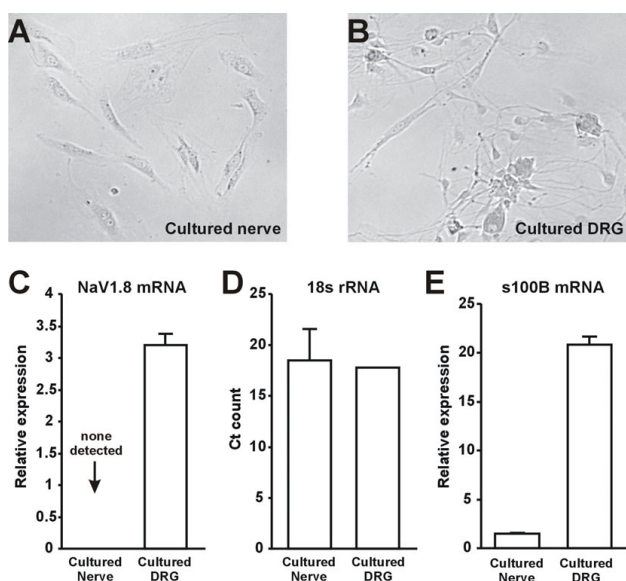 A
Cultured nerve
B
Cultured DRG
C
NaV1.8 mRNA
Relative expression
4
3.5
3
2.5
2
1.5
1
0.5
0
none
detected
Cultured
Nerve
Cultured
DRG
D
18s rRNA
Ct count
25
20
15
10
5
0
Cultured
Nerve
Cultured
DRG
E
s100B mRNA
Relative expression
25
20
15
10
5
0
Cultured
Nerve
Cultured
DRG